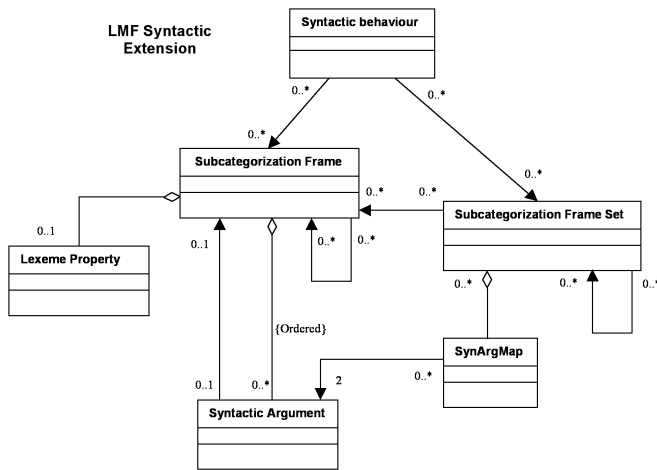 LMF Syntactic
Extension
Syntactic behaviour
0..*
0..*
0..*
0..*
Subcategorization Frame
0..*
0..*
Subcategorization Frame Set
0..1
0..1
0..*
0..*
Lexeme Property
0..*
0..*
0..*
{Ordered}
SynArgMap
2
0..*
0..1
0..*
Syntactic Argument